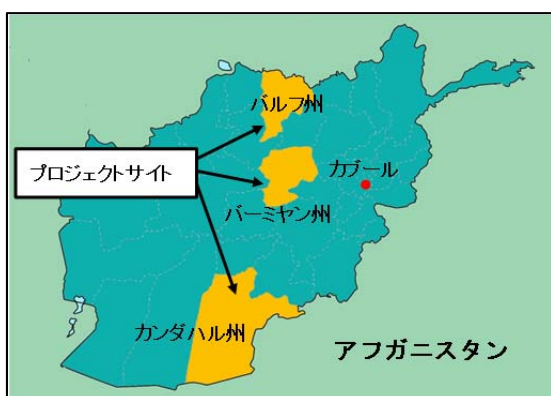 バルフ州
プロジェクトサイト
カブール
バーミヤン州
カンダハル州
アフガニスタン